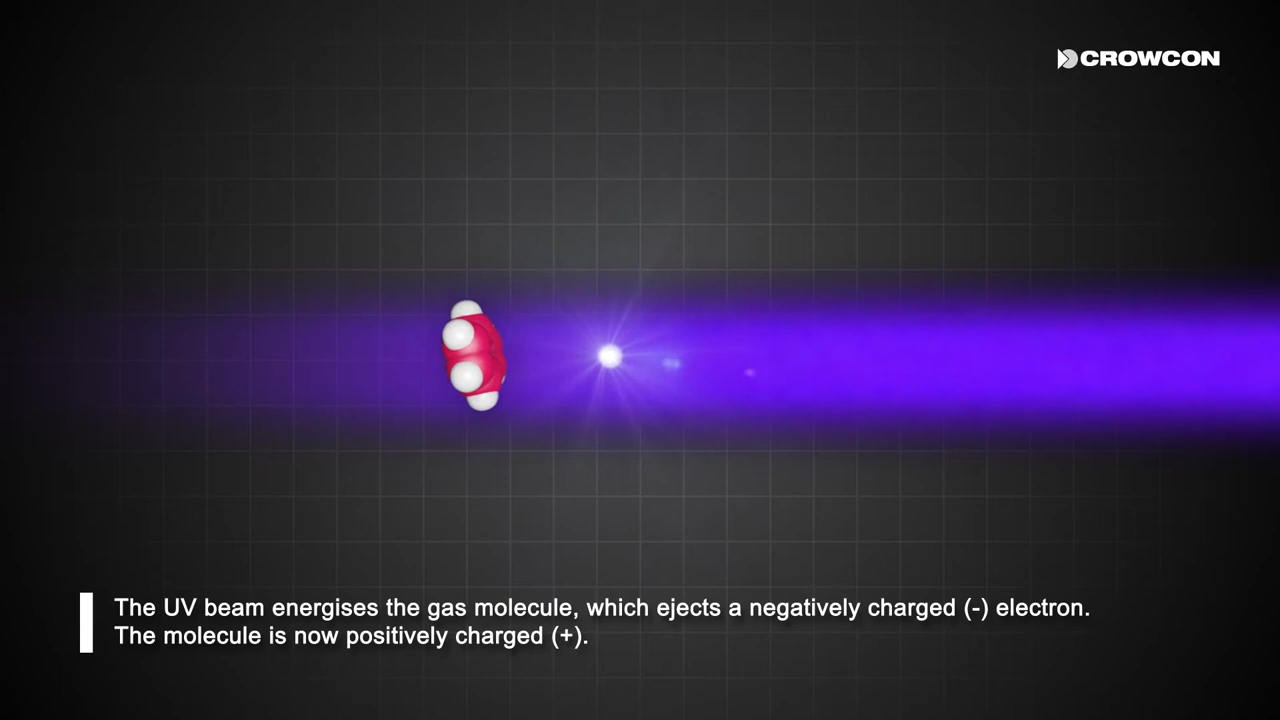 CROWCON
The UV beam energises the gas molecule, which ejects a negatively charged (-) electron.
The molecule is now positively charged (+).